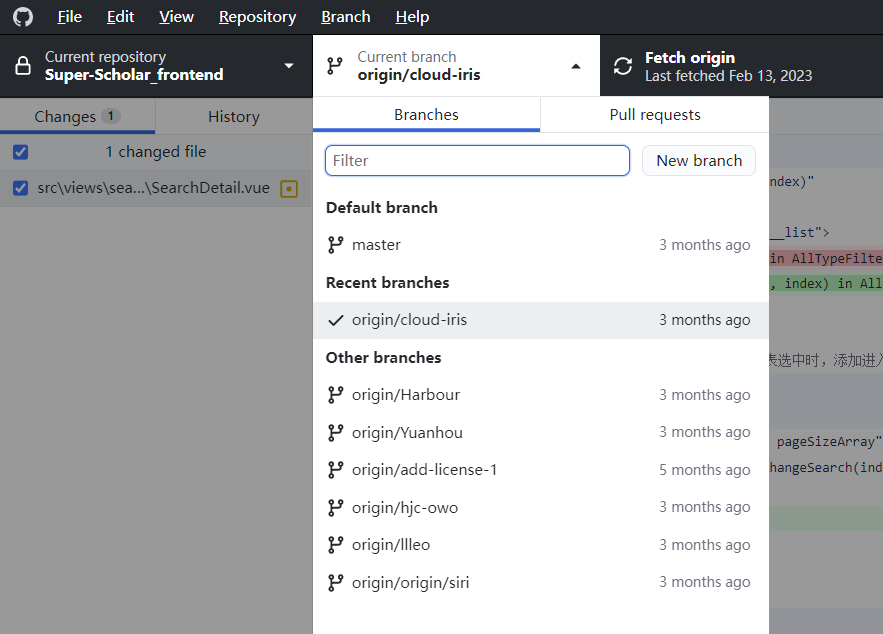 File Edit View Repository Branch Help
Current repository
Super-Scholar_frontend
Current branch
origin/cloud-iris
Fetch origin
Last fetched Feb 13, 2023
Changes 1 History
Branches Pull requests
1 changed file
Filter
New branch
src\views\sea...\SearchDetail.vue
ndex)"
Default branch
__list">
master 3 months ago
in AllTypeFilte
Recent branches
, index) in All
origin/cloud-iris 3 months ago
Other branches
表选中时，添加进入
origin/Harbour 3 months ago
origin/Yuanhou 3 months ago
pageSizeArray"
origin/add-license-1 5 months ago
hangeSearch(ind
origin/hjc-owo 3 months ago
origin/llleo 3 months ago
origin/origin/siri 3 months ago